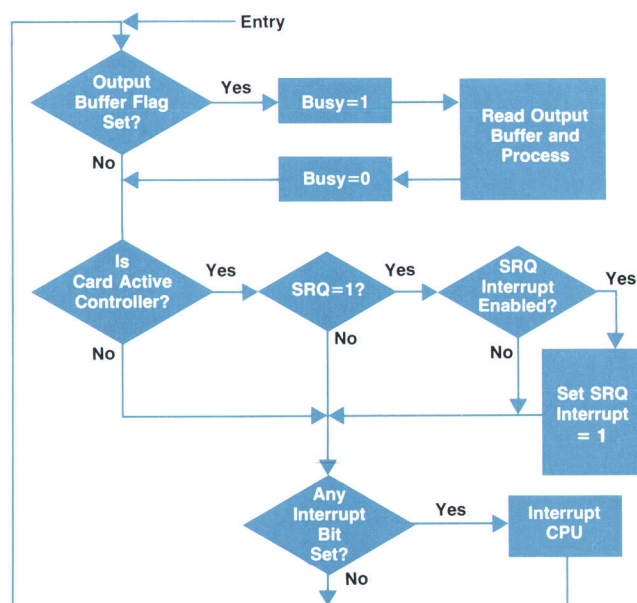 Entry
Output
Buffer Flag
Set?
Yes
Busy=1
Read Output
Buffer and
Process
No
Busy=0
Is
Card Active
Controller?
Yes
SRQ=1?
Yes
SRQ
Interrupt
Enabled?
Yes
No
No
No
Set SRQ
Interrupt
= 1
Any
Interrupt
Bit
Set?
Yes
Interrupt
CPU
No